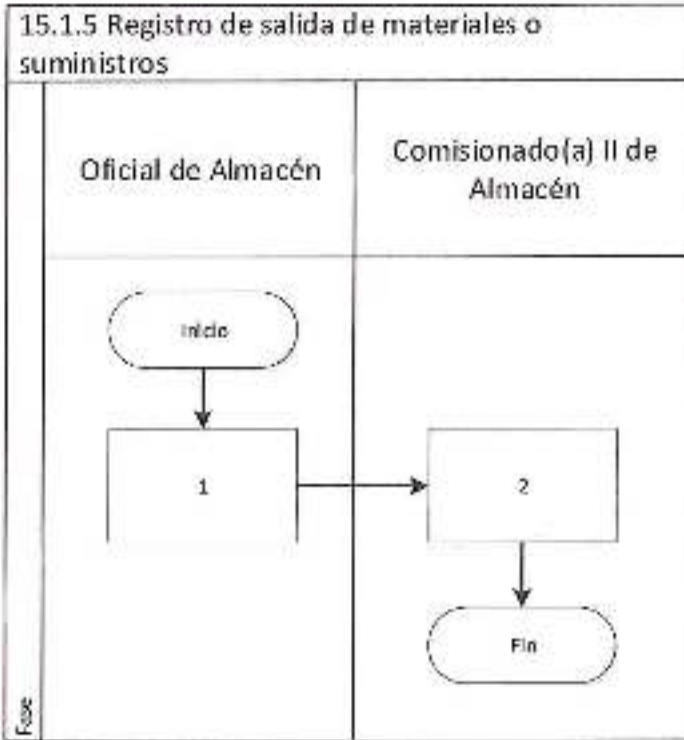 15.1.5 Registro de salida de materiales o
suministros
Oficial de Almacén
Comisionado(a) II de
Almacén
Inicio
1
2
Fin
Fase